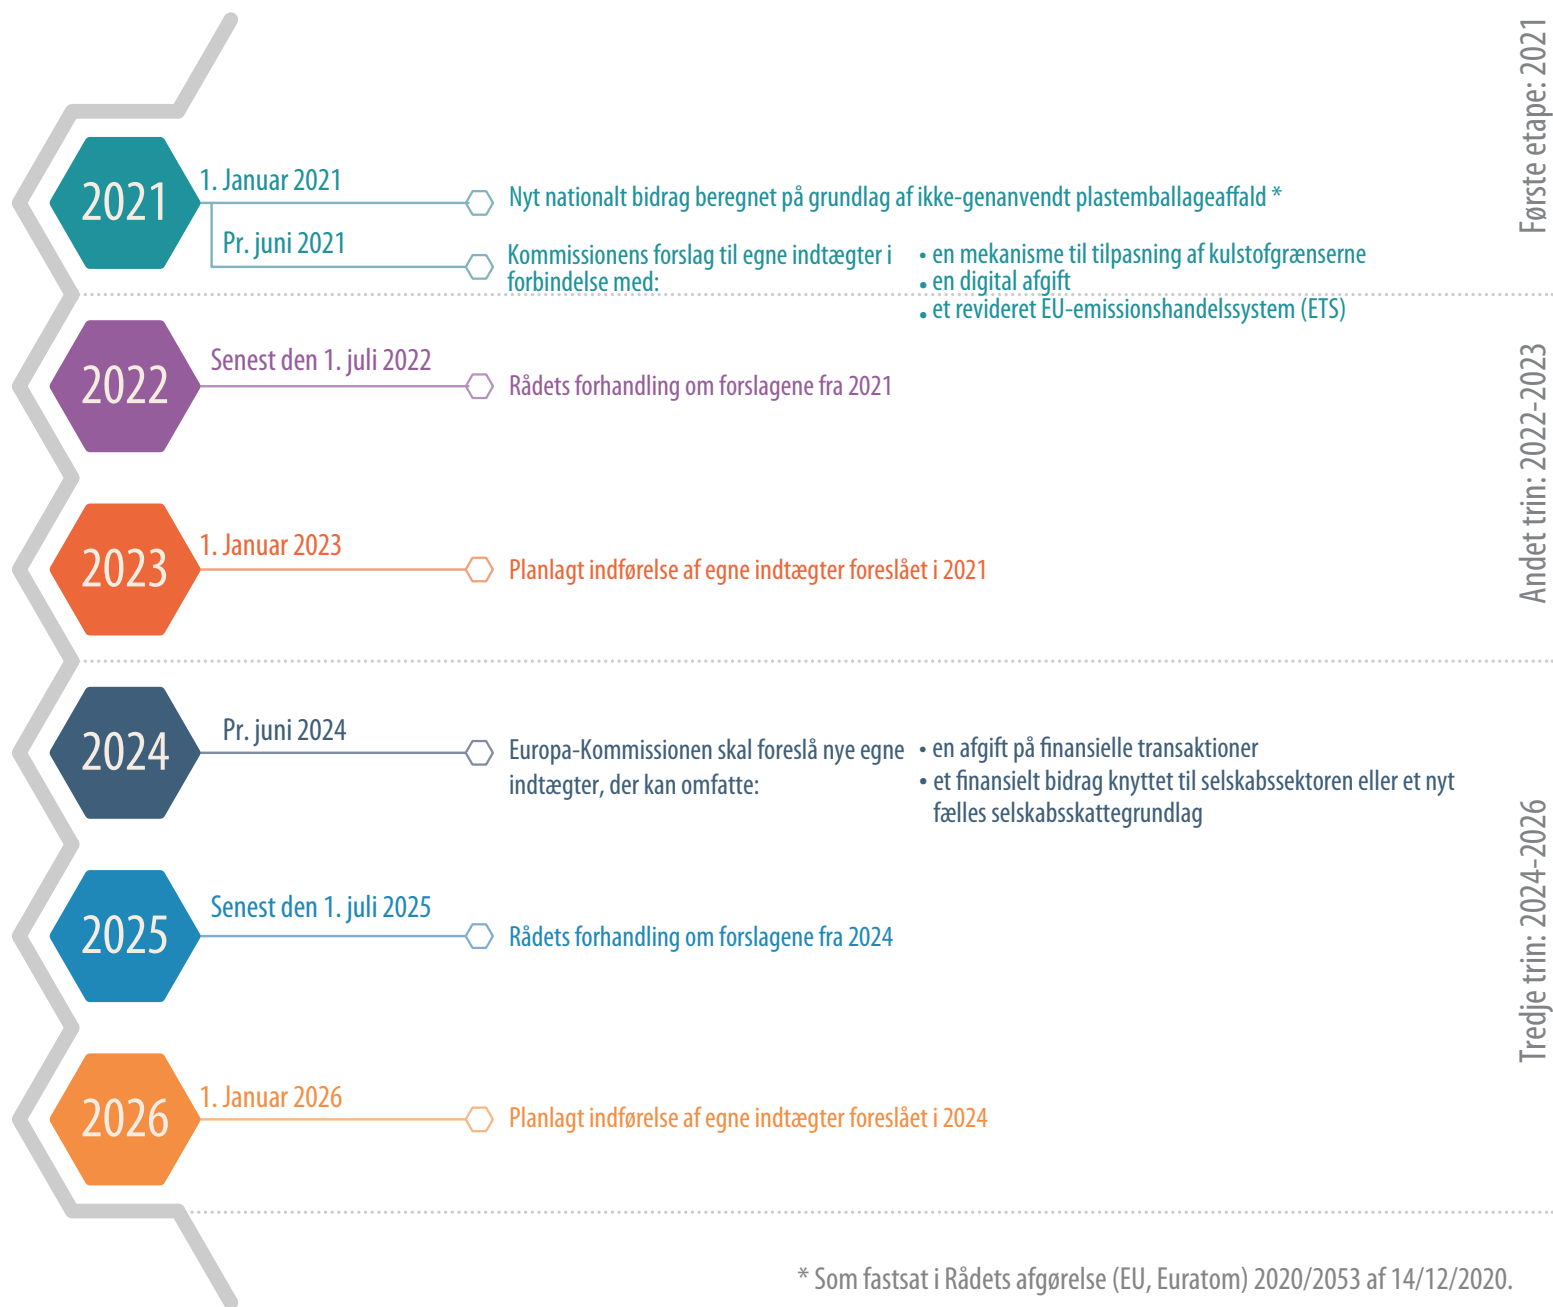 Første etape: 2021
2021
1. Januar 2021
Nyt nationalt bidrag beregnet på grundlag af ikke-genanvendt plastemballageaffald *
Pr. juni 2021
Kommissionens forslag til egne indtægter i
forbindelse med:
• en mekanisme til tilpasning af kulstofgrænserne
• en digital afgift
• et revideret EU-emissionshandelssystem (ETS)
Andet trin: 2022-2023
2022
Senest den 1. juli 2022
Rådets forhandling om forslagene fra 2021
2023
1. Januar 2023
Planlagt indførelse af egne indtægter foreslået i 2021
Tredje trin: 2024-2026
2024
Pr. juni 2024
Europa-Kommissionen skal foreslå nye egne
indtægter, der kan omfatte:
• en afgift på finansielle transaktioner
• et finansielt bidrag knyttet til selskabssektoren eller et nyt
fælles selskabsskattegrundlag
2025
Senest den 1. juli 2025
Rådets forhandling om forslagene fra 2024
2026
1. Januar 2026
Planlagt indførelse af egne indtægter foreslået i 2024
* Som fastsat i Rådets afgørelse (EU, Euratom) 2020/2053 af 14/12/2020.